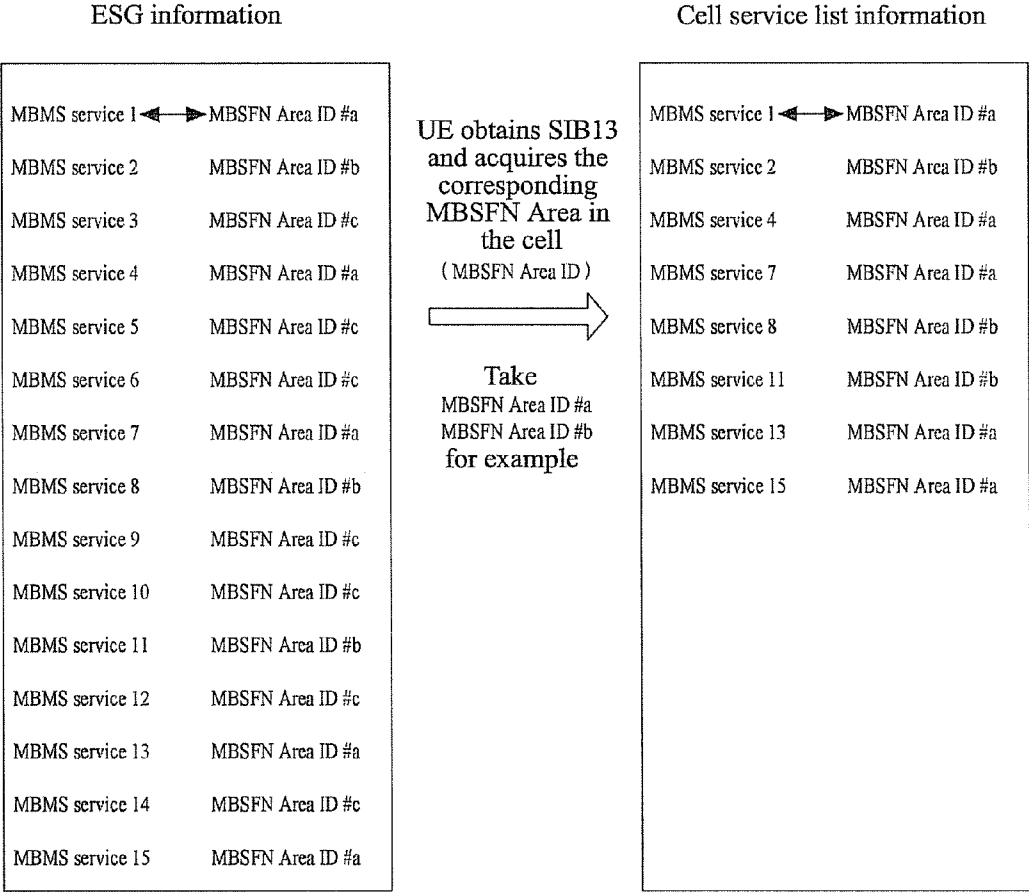 ESG information
MBMS service 1 MBSFN Area ID #a
MBMS service 2 MBSFN Area ID #b
MBMS service 3 MBSFN Area ID #c
MBMS service 4 MBSFN Area ID #a
MBMS service 5 MBSFN Area ID #c
MBMS service 6 MBSFN Area ID #c
MBMS service 7 MBSFN Area ID #a
MBMS service 8 MBSFN Area ID #b
MBMS service 9 MBSFN Area ID #c
MBMS service 10 MBSFN Area ID #c
MBMS service 11 MBSFN Area ID #b
MBMS service 12 MBSFN Area ID #c
MBMS service 13 MBSFN Area ID #a
MBMS service 14 MBSFN Area ID #c
MBMS service 15 MBSFN Area ID #a
UE obtains SIB13
and acquires the
corresponding
MBSFN Area in
the cell
(MBSFN Area ID)
Take
MBSFN Area ID #a
MBSFN Area ID #b
for example
Cell service list information
MBMS service 1 MBSFN Area ID #a
MBMS service 2 MBSFN Area ID #b
MBMS service 4 MBSFN Area ID #a
MBMS service 7 MBSFN Area ID #a
MBMS service 8 MBSFN Area ID #b
MBMS service 11 MBSFN Area ID #b
MBMS service 13 MBSFN Area ID #a
MBMS service 15 MBSFN Area ID #a